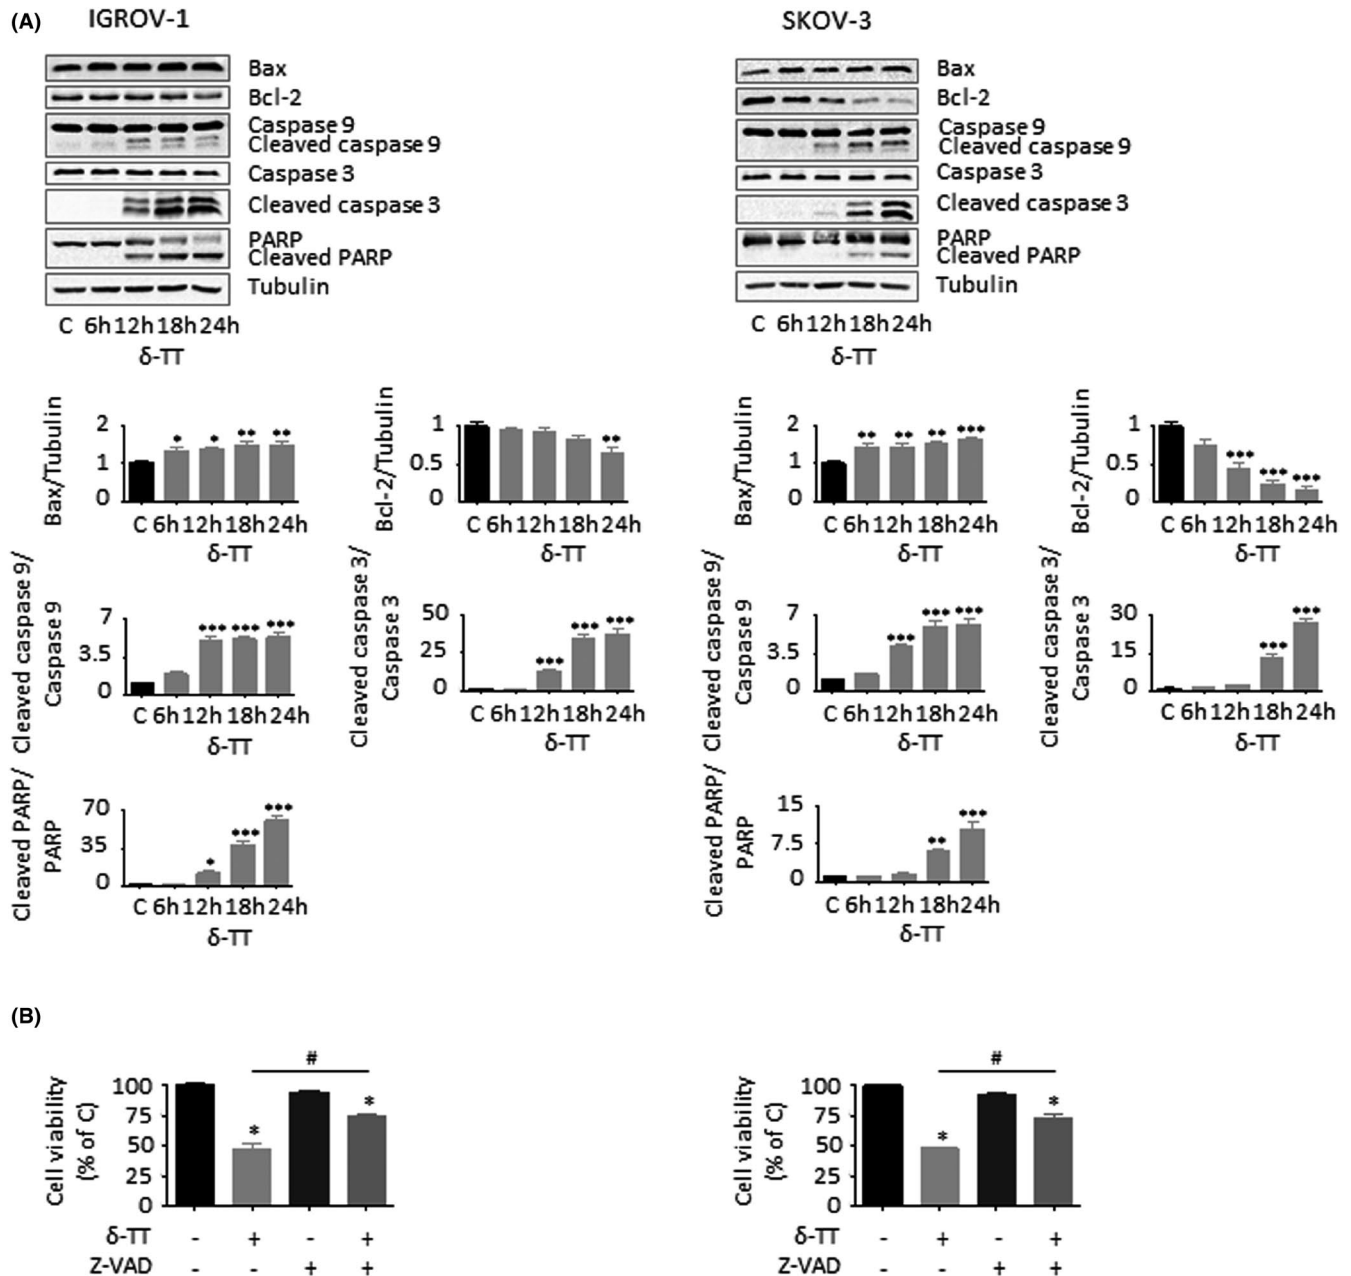 (A)
IGROV-1
SKOV-3
Bax
Bcl-2
Caspase 9
Cleaved caspase 9
Caspase 3
Cleaved caspase 3
PARP
Cleaved PARP
Tubulin
C 6h 12h 18h 24h
δ-TT
Bax
Bcl-2
Caspase 9
Cleaved caspase 9
Caspase 3
Cleaved caspase 3
PARP
Cleaved PARP
Tubulin
C 6h 12h 18h 24h
δ-TT
Bax/Tubulin
2
1
0
* * ** **
C 6h 12h 18h 24h
δ-TT
Bcl-2/Tubulin
1
0.5
0
**
C 6h 12h 18h 24h
δ-TT
Bax/Tubulin
2
1
0
** ** ** ***
C 6h 12h 18h 24h
δ-TT
Bcl-2/Tubulin
1
0.5
0
*** *** ***
C 6h 12h 18h 24h
δ-TT
Cleaved caspase 9/
Caspase 9
7
3.5
0
*** *** ***
C 6h 12h 18h 24h
δ-TT
Cleaved caspase 3/
Caspase 3
50
25
0
*** *** ***
C 6h 12h 18h 24h
δ-TT
Cleaved caspase 9/
Caspase 9
7
3.5
0
*** *** ***
C 6h 12h 18h 24h
δ-TT
Cleaved caspase 3/
Caspase 3
30
15
0
*** ***
C 6h 12h 18h 24h
δ-TT
Cleaved PARP/
PARP
70
35
0
* *** ***
C 6h 12h 18h 24h
δ-TT
Cleaved PARP/
PARP
15
7.5
0
** ***
C 6h 12h 18h 24h
δ-TT
(B)
Cell viability
(% of C)
100
75
50
25
0
#
* *
δ-TT - + - +
Z-VAD - - + +
Cell viability
(% of C)
100
75
50
25
0
#
* *
- + - +
- - + +